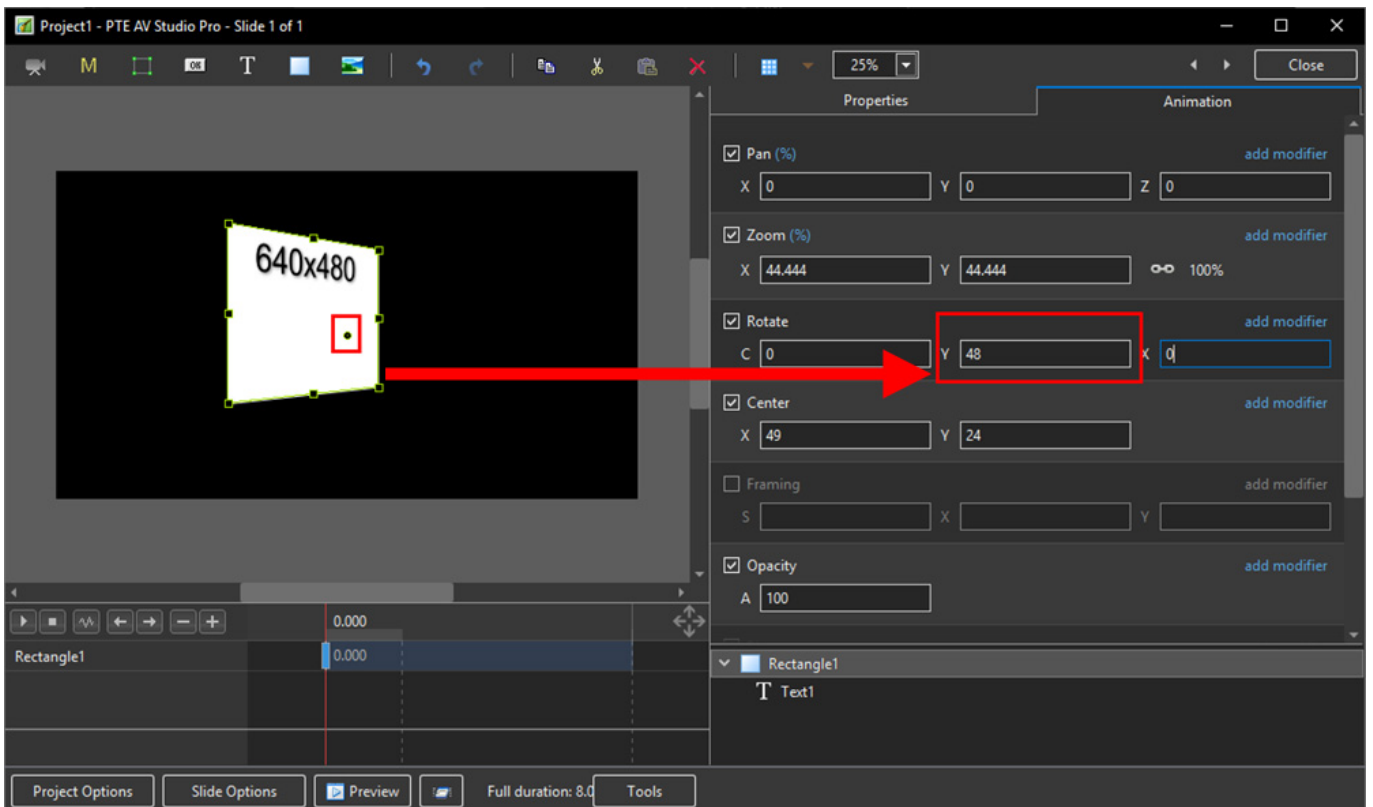 Project1 - PTE AV Studio Pro - Slide 1 of 1
M OK T 25% Close
Properties Animation
Pan (%) add modifier
X 0 Y 0 Z 0
Zoom (%) add modifier
X 44.444 Y 44.444 100%
640x480
Rotate add modifier
C 0 Y 48 X 0
Center add modifier
X 49 Y 24
Framing add modifier
S X Y
Opacity add modifier
A 100
0.000
Rectangle1 0.000
Rectangle1
T Text1
Project Options Slide Options Preview Full duration: 8.0 Tools